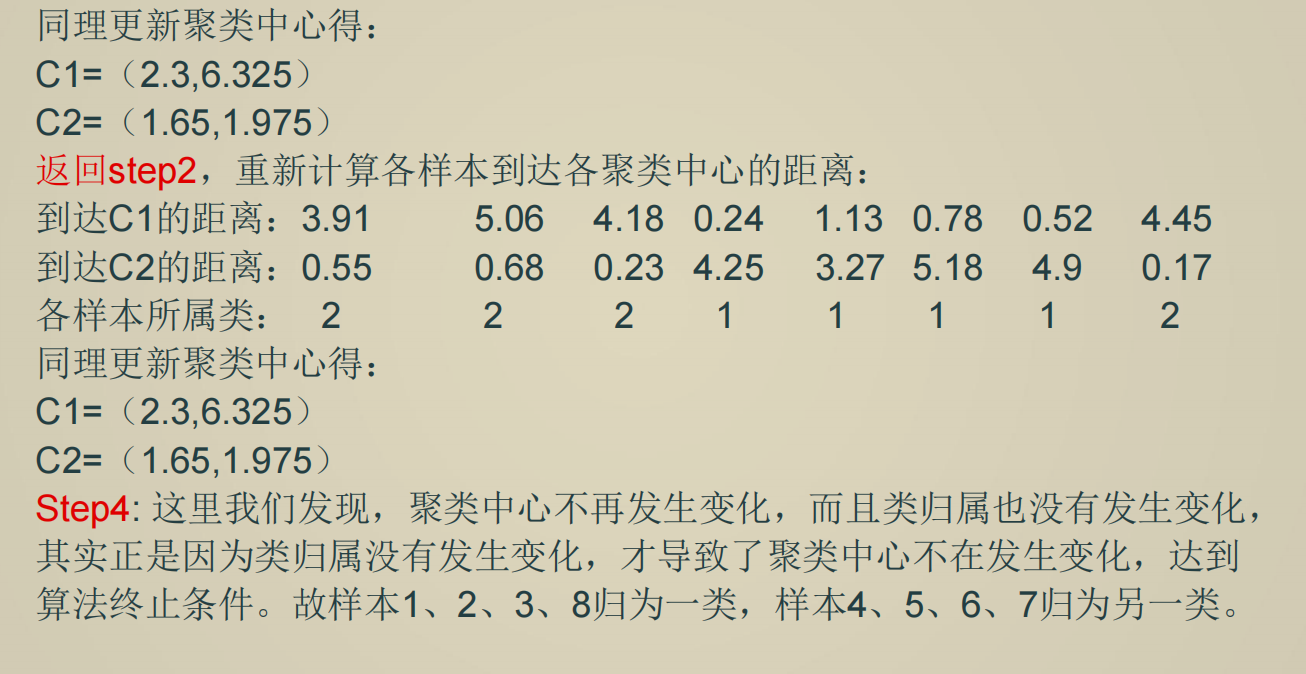 同理更新聚类中心得：
C1=（2.3,6.325）
C2=（1.65,1.975）
返回step2，重新计算各样本到达各聚类中心的距离：
到达C1的距离：3.91 5.06 4.18 0.24 1.13 0.78 0.52 4.45
到达C2的距离：0.55 0.68 0.23 4.25 3.27 5.18 4.9 0.17
各样本所属类： 2 2 2 1 1 1 1 2
同理更新聚类中心得：
C1=（2.3,6.325）
C2=（1.65,1.975）
Step4: 这里我们发现，聚类中心不再发生变化，而且类归属也没有发生变化，
其实正是因为类归属没有发生变化，才导致了聚类中心不在发生变化，达到
算法终止条件。故样本1、2、3、8归为一类，样本4、5、6、7归为另一类。